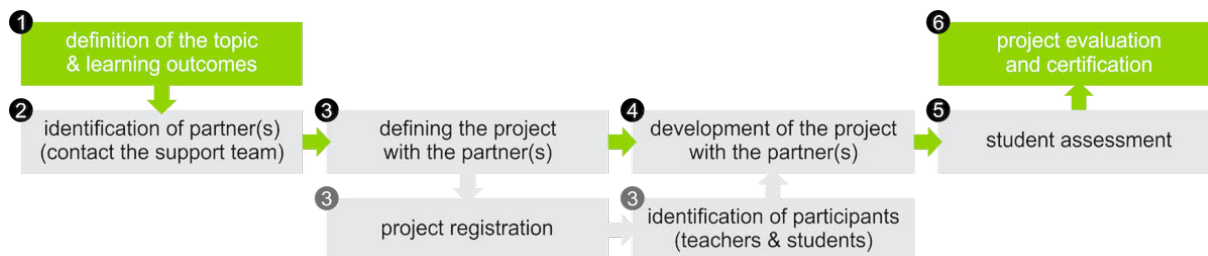 1
definition of the topic
& learning outcomes
2
identification of partner(s)
(contact the support team)
3
defining the project
with the partner(s)
3
project registration
3
identification of participants
(teachers & students)
4
development of the project
with the partner(s)
5
student assessment
6
project evaluation
and certification